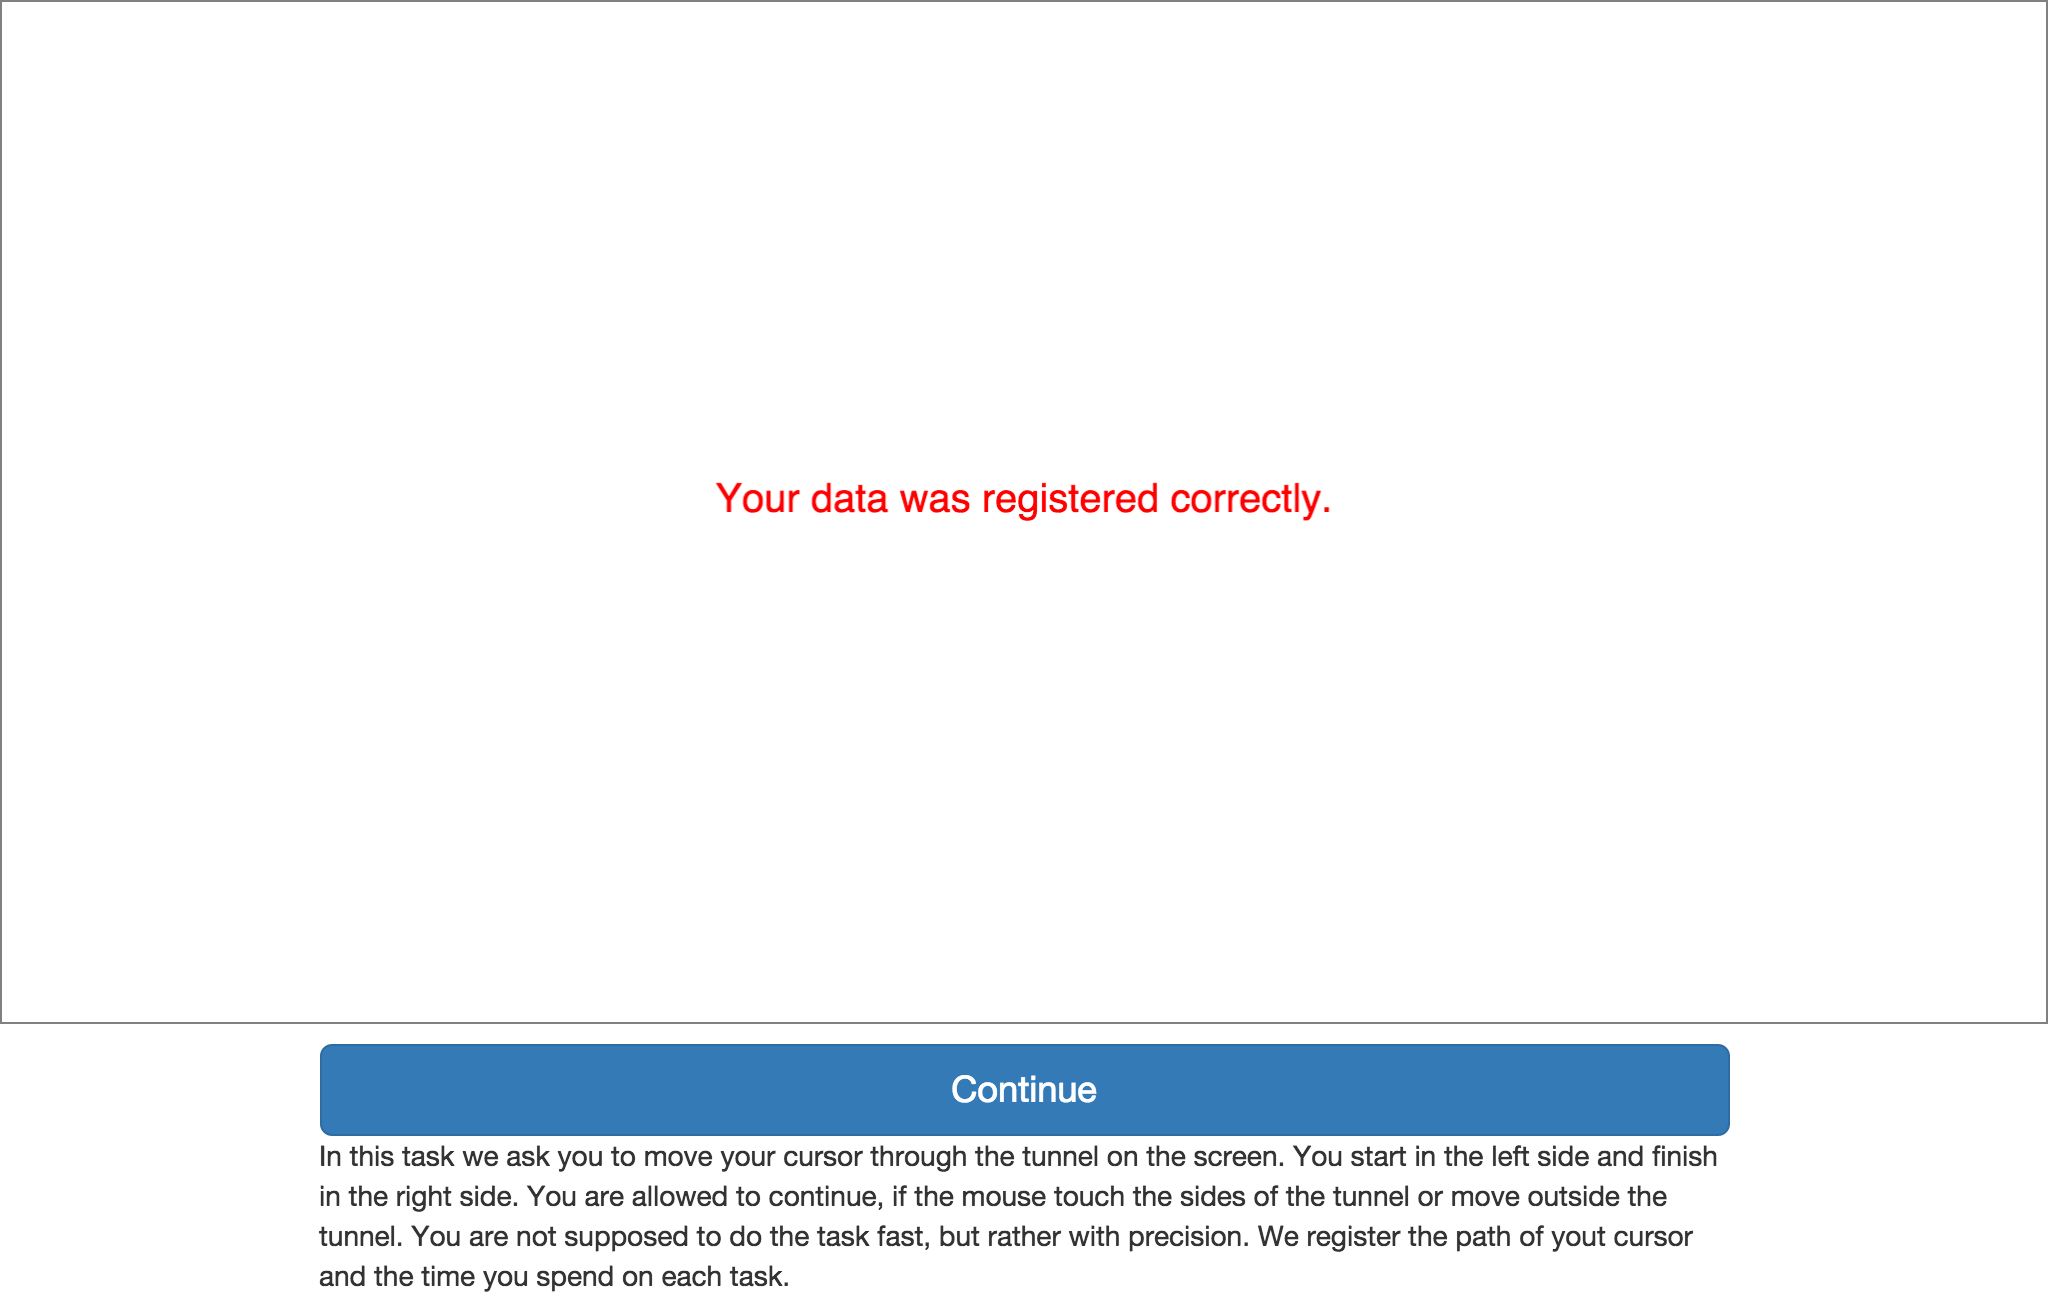 Your data was registered correctly.
Continue
In this task we ask you to move your cursor through the tunnel on the screen. You start in the left side and finish
in the right side. You are allowed to continue, if the mouse touch the sides of the tunnel or move outside the
tunnel. You are not supposed to do the task fast, but rather with precision. We register the path of yout cursor
and the time you spend on each task.